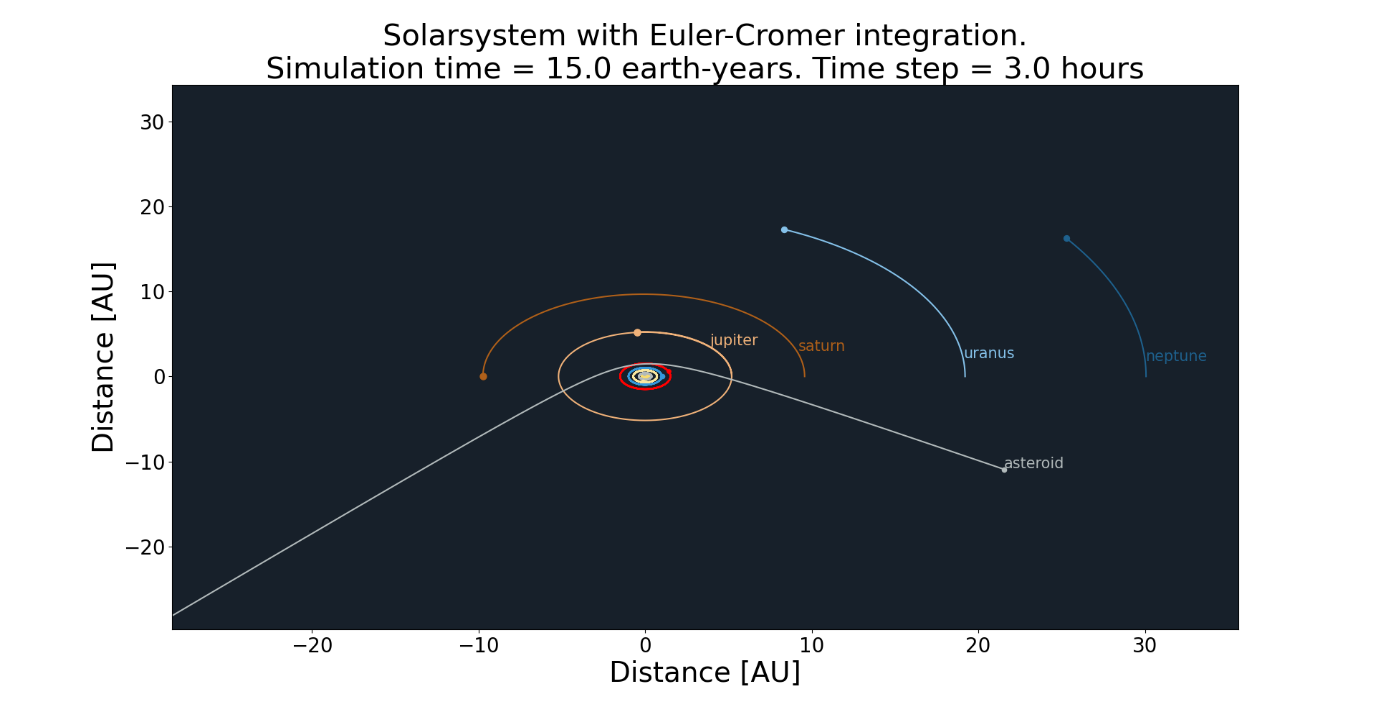 Solarsystem with Euler-Cromer integration.
Simulation time = 15.0 earth-years. Time step = 3.0 hours
Distance [AU]
30
20
10
0
−10
−20
jupiter
saturn
uranus
neptune
asteroid
−20
−10
0
10
20
30
Distance [AU]